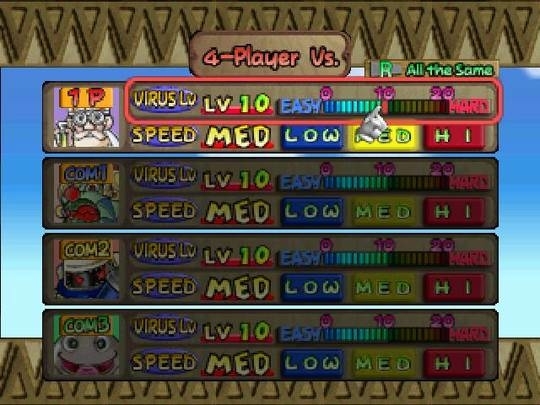 4-Player Vs.
R All the Same
1P VIRUS LV LV 10 EASY 0 10 20 HARD
SPEED MED LOW MED HI
COM1 VIRUS LV LV 10 EASY 0 10 20 HARD
SPEED MED LOW MED HI
COM2 VIRUS LV LV 10 EASY 0 10 20 HARD
SPEED MED LOW MED HI
COM3 VIRUS LV LV 10 EASY 0 10 20 HARD
SPEED MED LOW MED HI